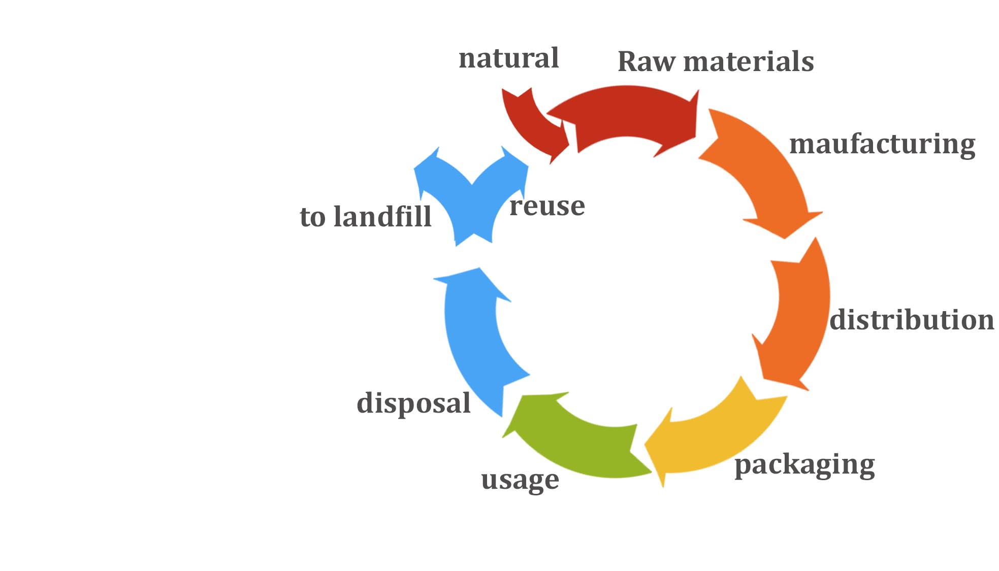 natural
Raw materials
maufacturing
to landfill
reuse
distribution
disposal
packaging
usage